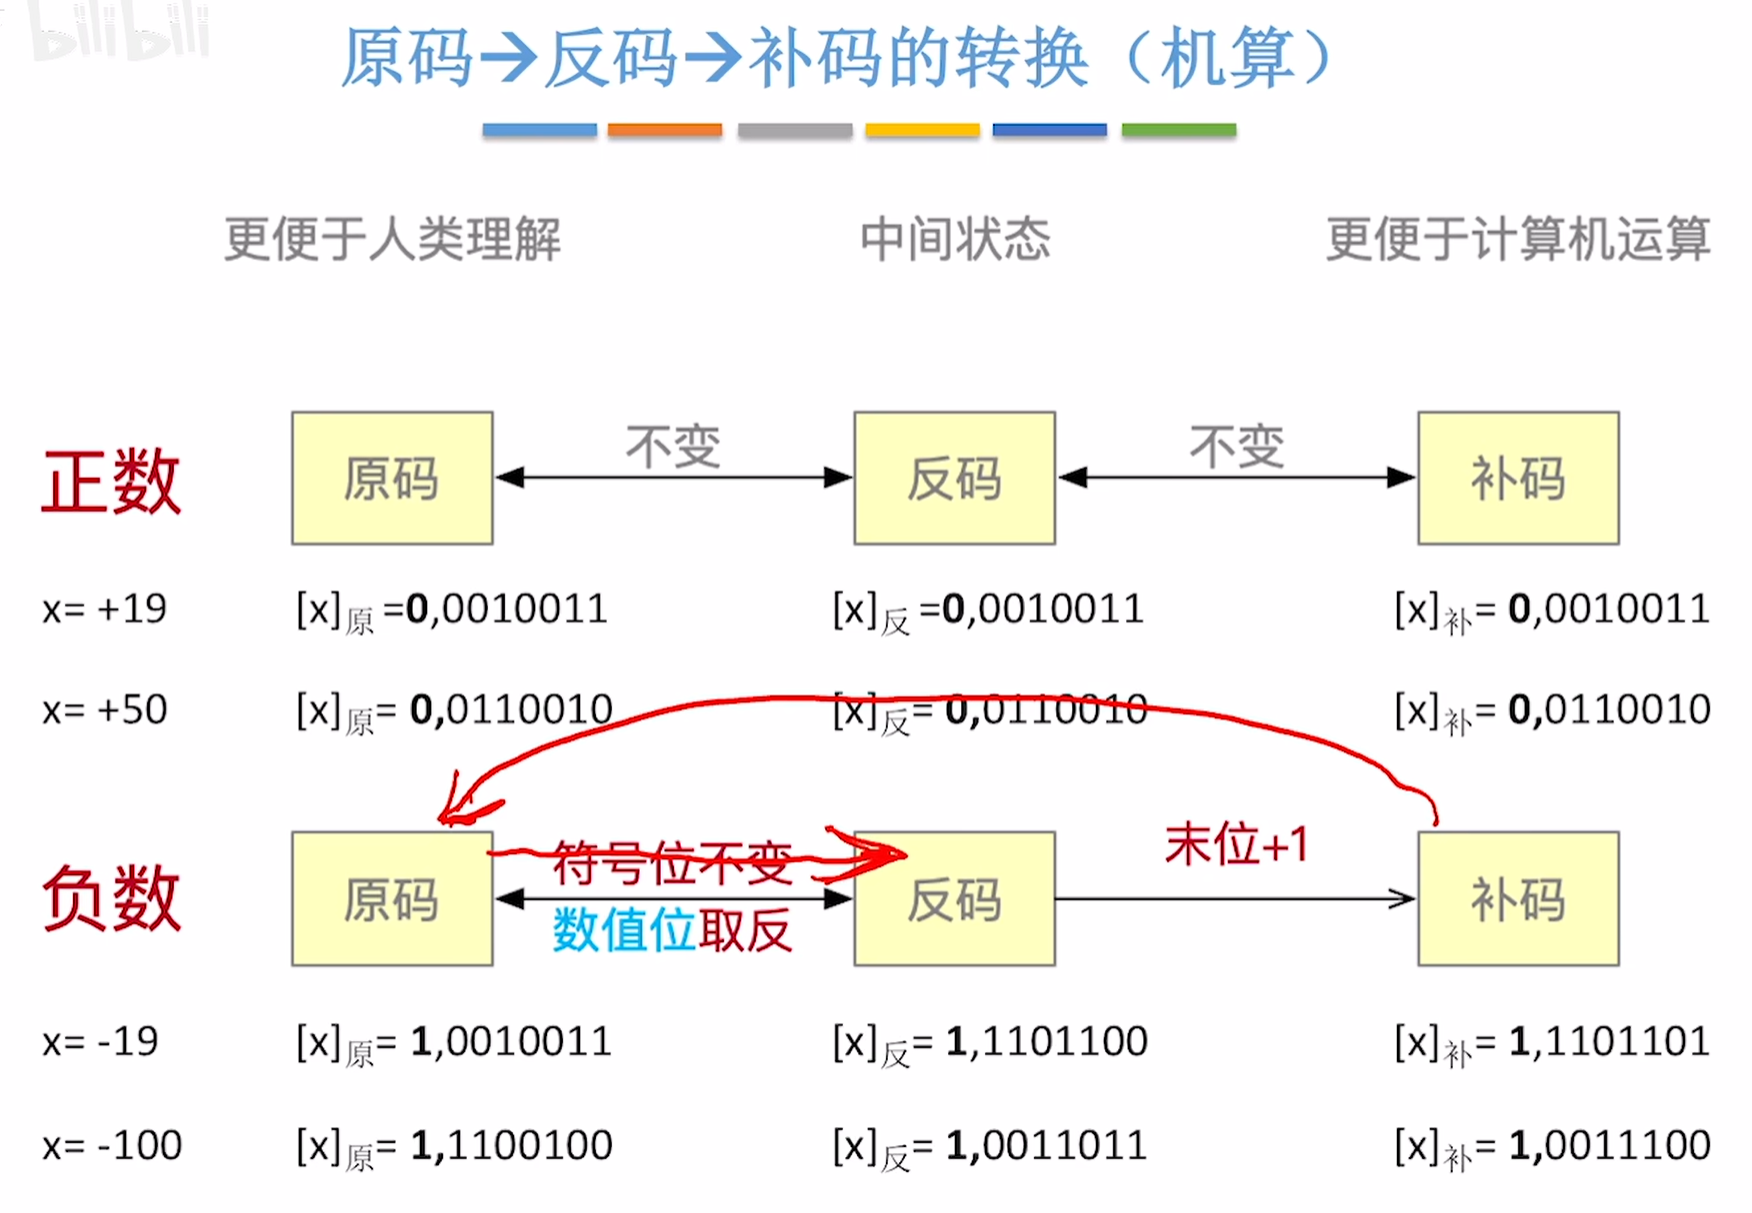 bilibili
原码→反码→补码的转换（机算）
更便于人类理解 中间状态 更便于计算机运算
正数 原码 不变 反码 不变 补码
x= +19 [x]原 =0,0010011 [x]反 =0,0010011 [x]补= 0,0010011
x= +50 [x]原= 0,0110010 [x]反= 0,0110010 [x]补= 0,0110010
负数 原码 符号位不变 反码 末位+1 补码
数值位取反
x= -19 [x]原= 1,0010011 [x]反= 1,1101100 [x]补= 1,1101101
x= -100 [x]原= 1,1100100 [x]反= 1,0011011 [x]补= 1,0011100